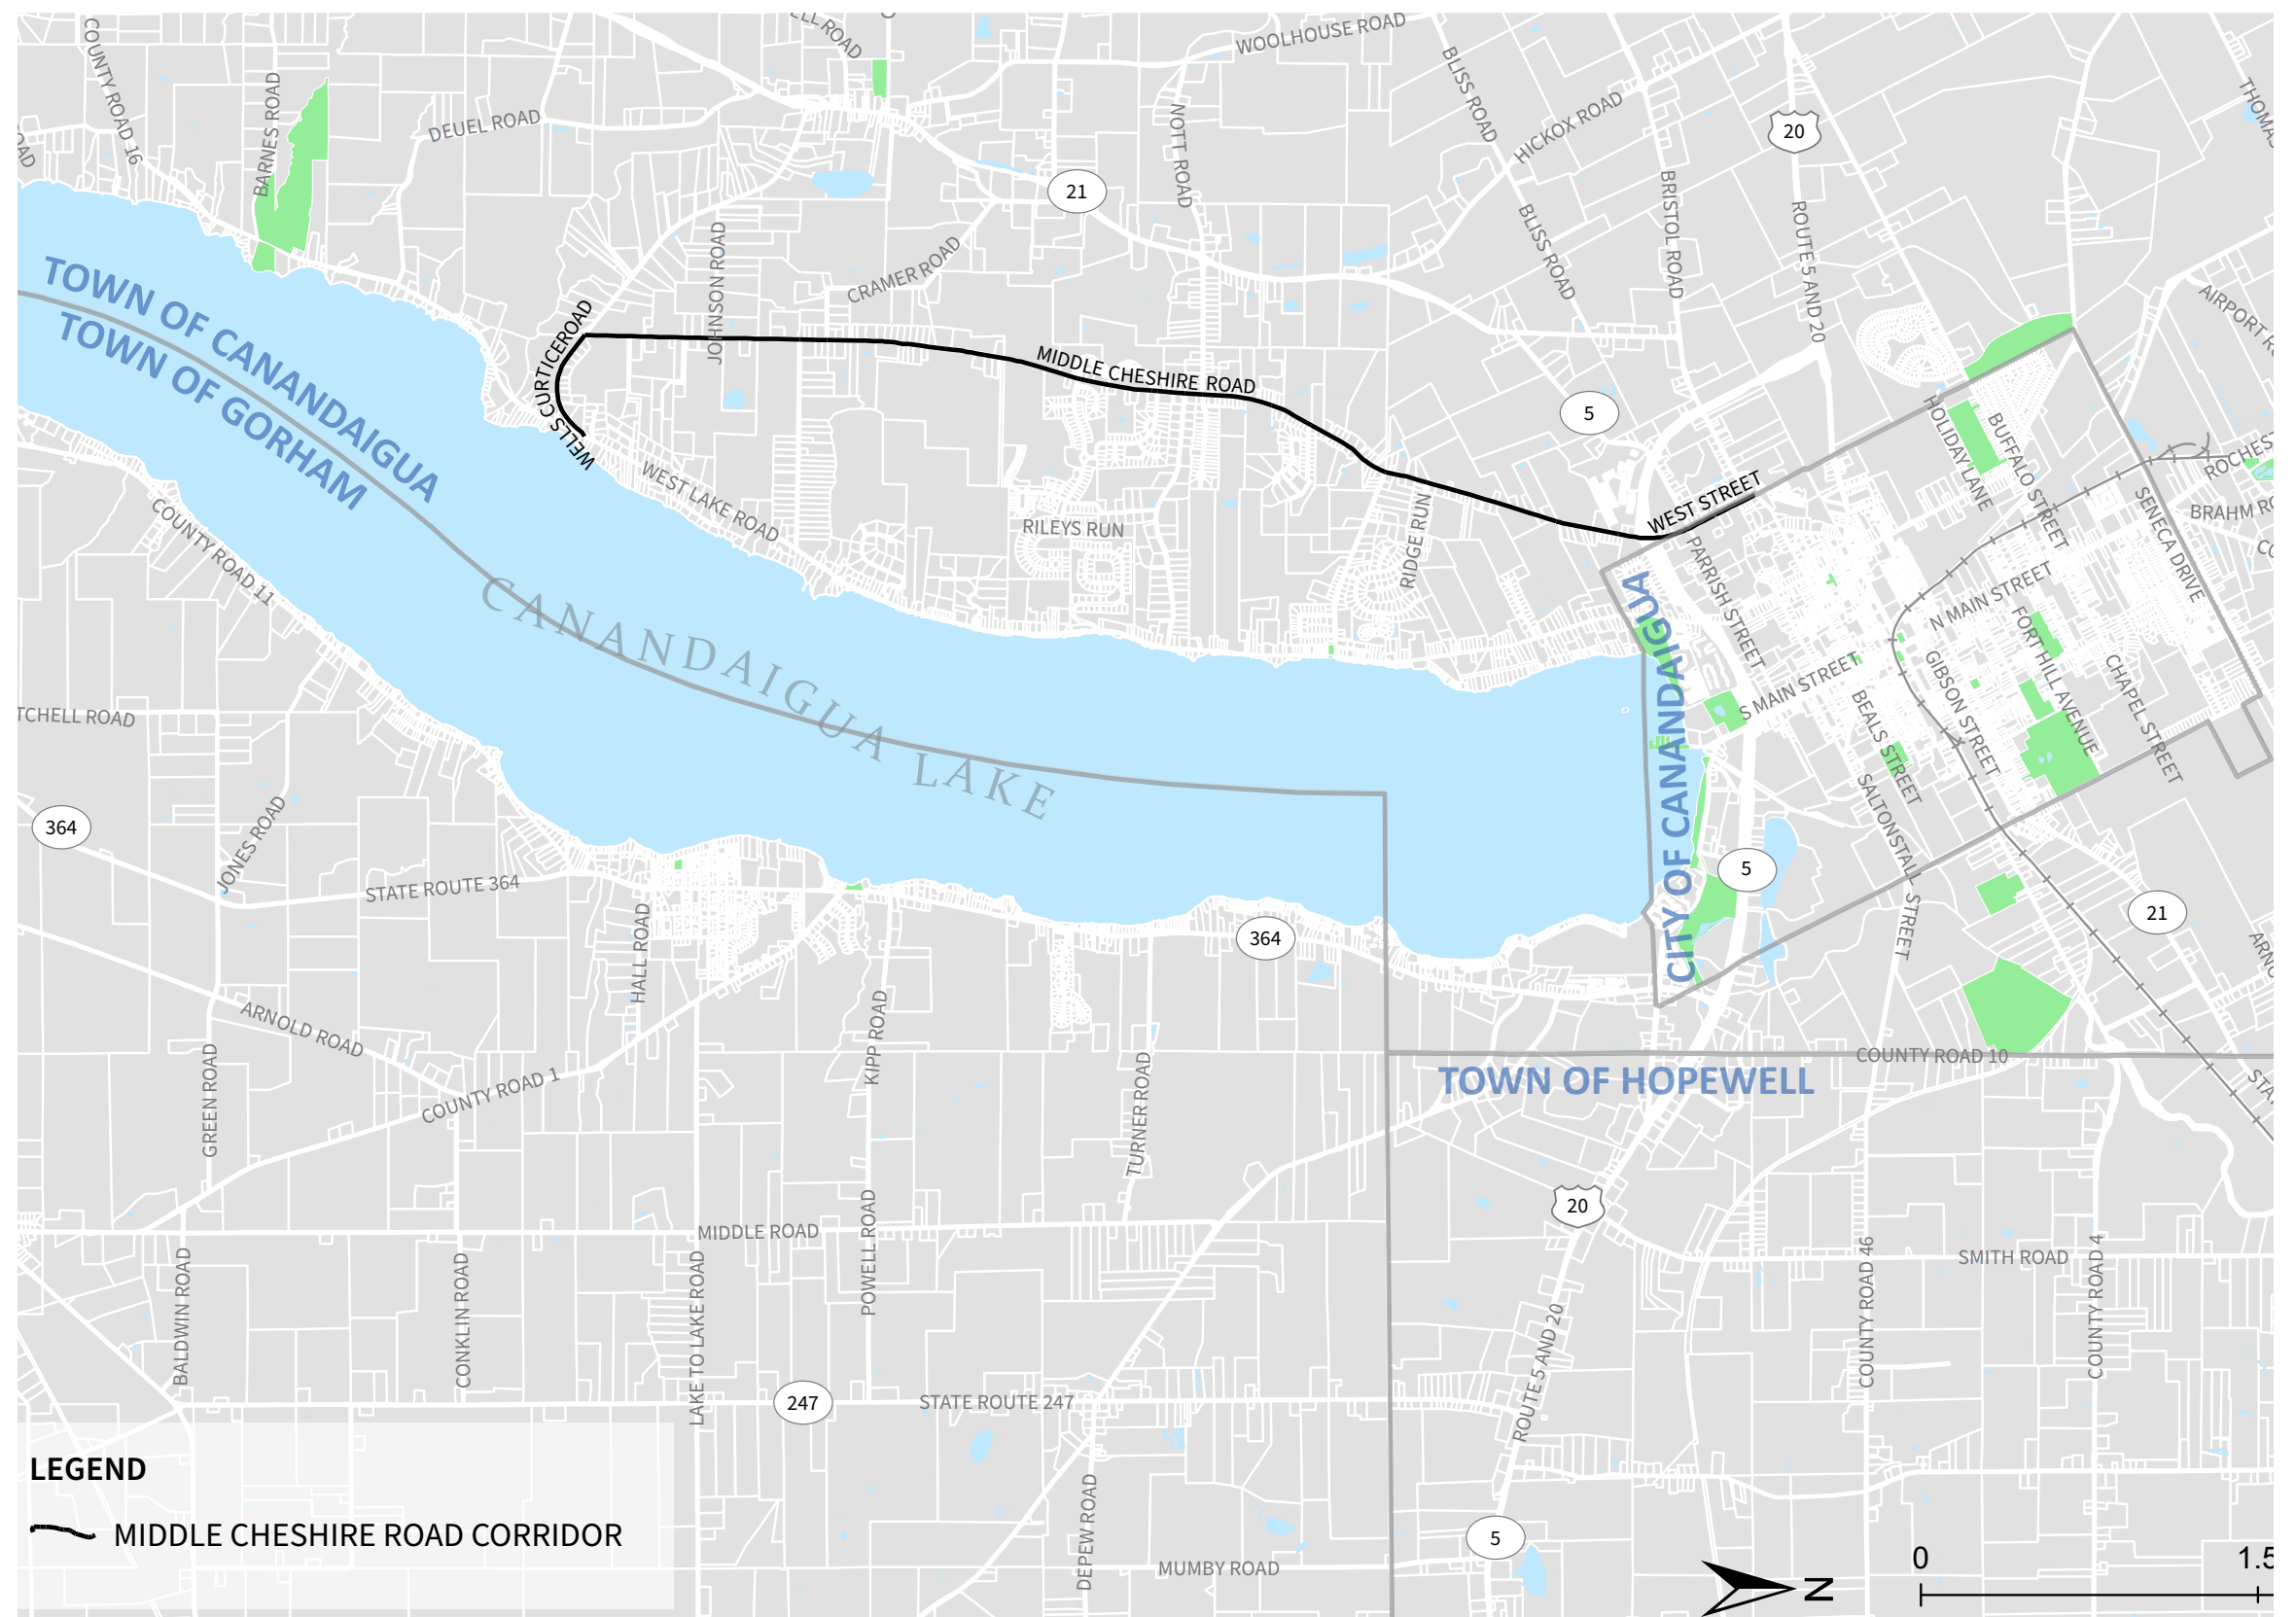 COUNTY ROAD 16
BARNES ROAD
DEUEL ROAD
WOOLHOUSE ROAD
BLISS ROAD
HICKOX ROAD
20
NOTT ROAD
21
BRISTOL ROAD
BLISS ROAD
ROUTE 5 AND 20
JOHNSON ROAD
CRAMER ROAD
TOWN OF CANANDAIGUA
TOWN OF GORHAM
WELLS CURTICE ROAD
MIDDLE CHESHIRE ROAD
5
HOLIDAY LANE
BUFFALO STREET
WEST LAKE ROAD
RILEYS RUN
RIDGE RUN
WEST STREET
SENECA DRIVE
COUNTY ROAD 11
CANANDAIGUA LAKE
PARRISH STREET
N MAIN STREET
S MAIN STREET
FORT HILL AVENUE
GIBSON STREET
CHAPEL STREET
BEALS STREET
SALTONSTALL STREET
CITY OF CANANDAIGUA
TCHELL ROAD
364
JONES ROAD
STATE ROUTE 364
HALL ROAD
364
5
21
ARNOLD ROAD
GREEN ROAD
COUNTY ROAD 1
KIPP ROAD
TURNER ROAD
COUNTY ROAD 10
TOWN OF HOPEWELL
20
MIDDLE ROAD
POWELL ROAD
SMITH ROAD
BALDWIN ROAD
CONKLIN ROAD
LAKE TO LAKE ROAD
COUNTY ROAD 46
COUNTY ROAD 4
247
STATE ROUTE 247
ROUTE 5 AND 20
DEPEW ROAD
MUMBY ROAD
5
LEGEND
MIDDLE CHESHIRE ROAD CORRIDOR
N
0 1.5